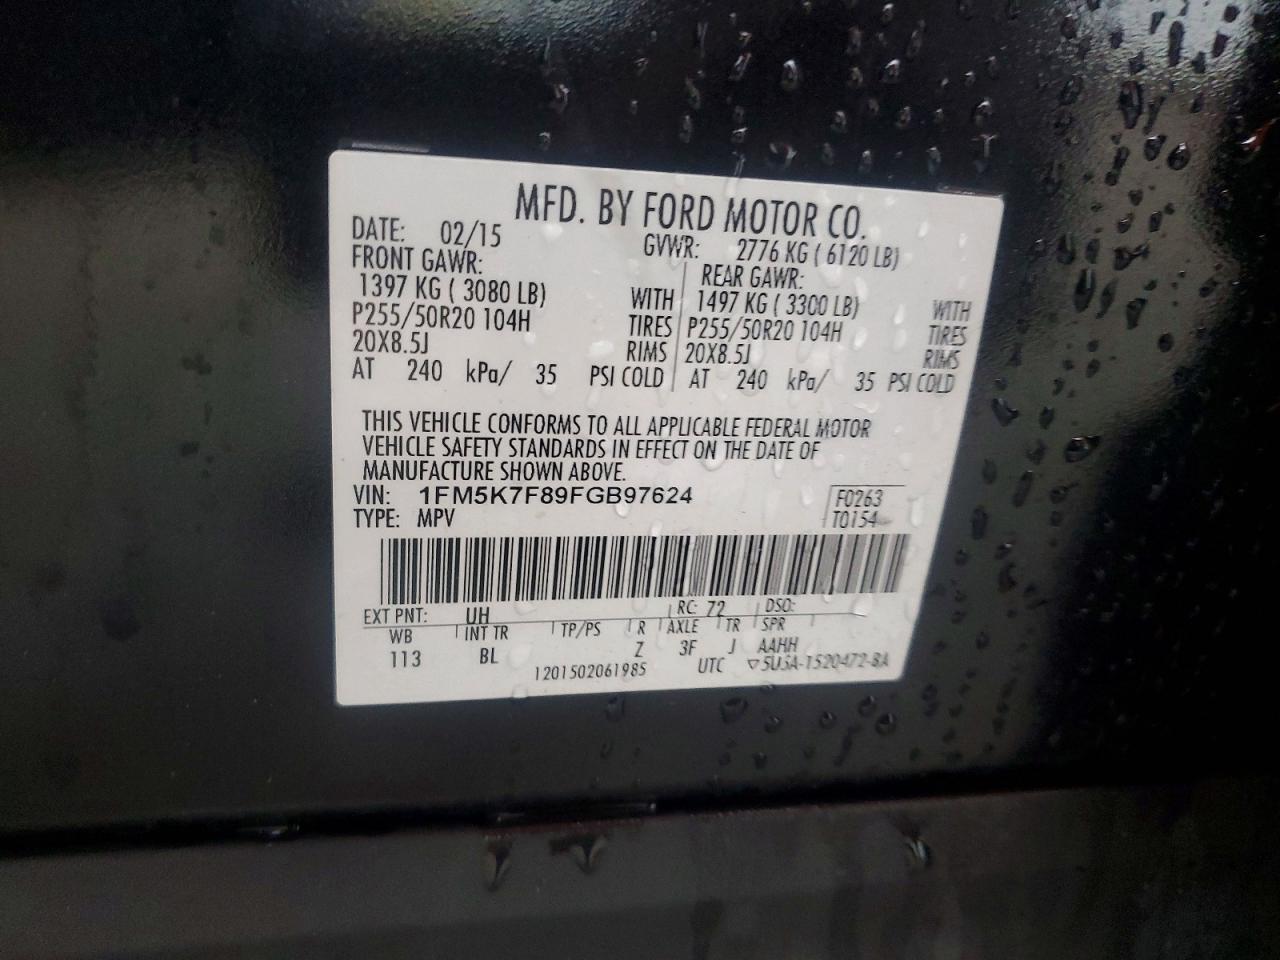 MFD. BY FORD MOTOR CO.
DATE: 02/15 GVWR: 2776 KG ( 6120 LB)
FRONT GAWR: REAR GAWR:
1397 KG ( 3080 LB) WITH 1497 KG ( 3300 LB) WITH
P255/50R20 104H TIRES P255/50R20 104H TIRES
20X8.5J RIMS 20X8.5J RIMS
AT 240 kPa/ 35 PSI COLD AT 240 kPa/ 35 PSI COLD
THIS VEHICLE CONFORMS TO ALL APPLICABLE FEDERAL MOTOR
VEHICLE SAFETY STANDARDS IN EFFECT ON THE DATE OF
MANUFACTURE SHOWN ABOVE.
VIN: 1FM5K7F89FGB97624 F0263
TYPE: MPV T0154
EXT PNT: UH RC: 72 DSO:
WB INT TR TP/PS R AXLE TR SPR
113 BL Z 3F J AAHH
1201502061985 UTC ▽5USA-1520472-BA